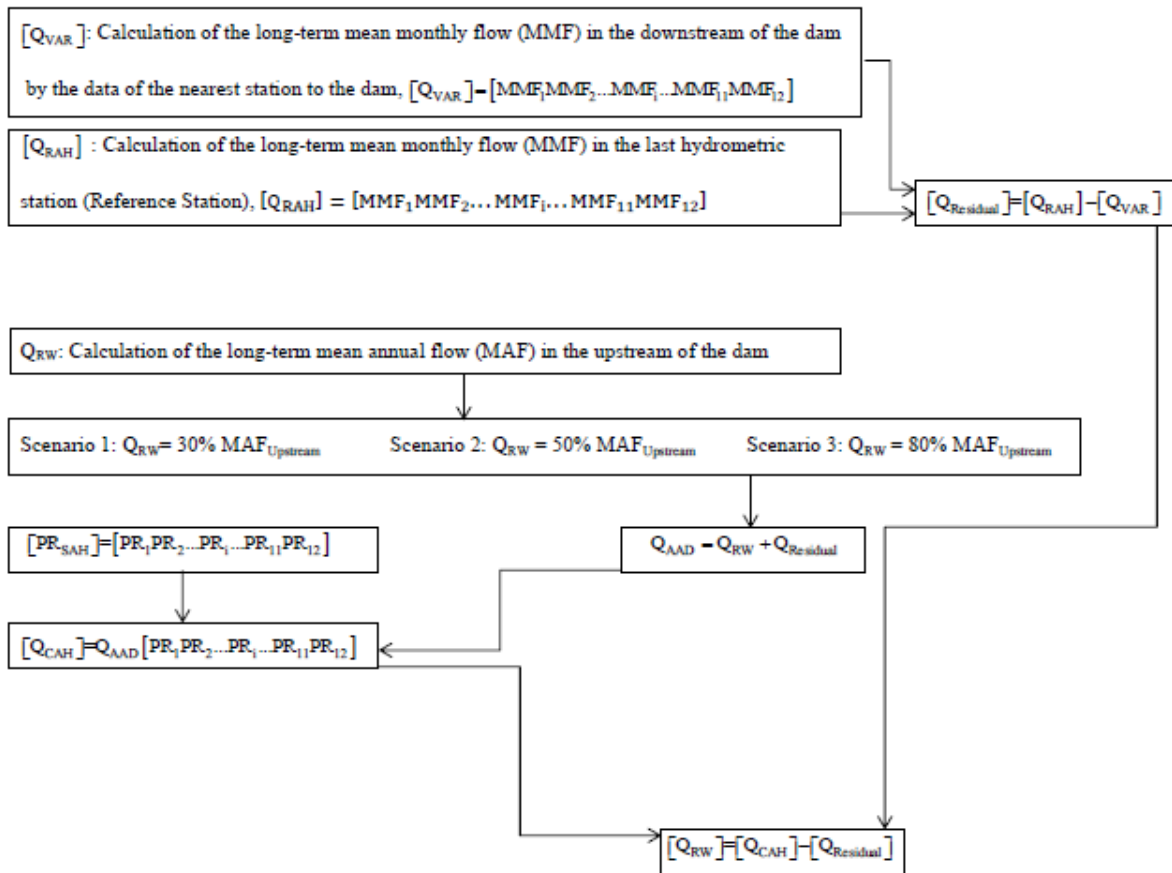 [Q_VAR]: Calculation of the long-term mean monthly flow (MMF) in the downstream of the dam
by the data of the nearest station to the dam, [Q_VAR]=[MMF₁MMF₂...MMFᵢ...MMF₁₁MMF₁₂]
[Q_RAH] : Calculation of the long-term mean monthly flow (MMF) in the last hydrometric
station (Reference Station), [Q_RAH] = [MMF₁MMF₂... MMFᵢ... MMF₁₁MMF₁₂]
[Q_Residual]=[Q_RAH]−[Q_VAR]
Q_RW: Calculation of the long-term mean annual flow (MAF) in the upstream of the dam
Scenario 1: Q_RW= 30% MAF_Upstream Scenario 2: Q_RW = 50% MAF_Upstream Scenario 3: Q_RW = 80% MAF_Upstream
[PR_SAH]=[PR₁PR₂...PRᵢ...PR₁₁PR₁₂]
Q_AAD = Q_RW + Q_Residual
[Q_CAH]=Q_AAD[PR₁PR₂...PRᵢ...PR₁₁PR₁₂]
[Q_RW]=[Q_CAH]−[Q_Residual]